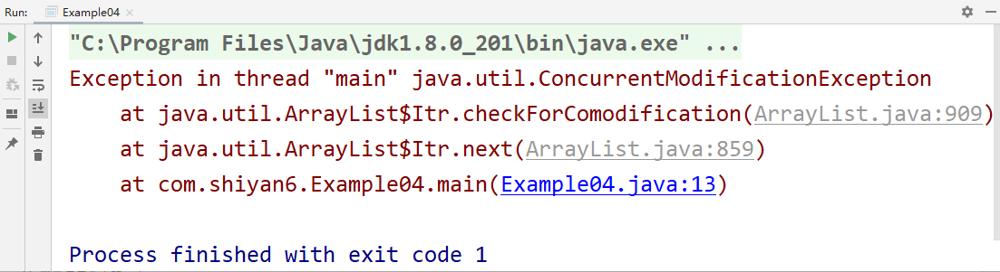 Run: Example04
"C:\Program Files\Java\jdk1.8.0_201\bin\java.exe" ...
Exception in thread "main" java.util.ConcurrentModificationException
at java.util.ArrayList$Itr.checkForComodification(ArrayList.java:909)
at java.util.ArrayList$Itr.next(ArrayList.java:859)
at com.shiyan6.Example04.main(Example04.java:13)
Process finished with exit code 1